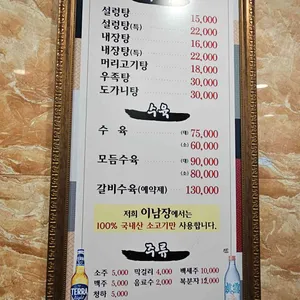 설렁탕 15,000
설렁탕(특) 22,000
내장탕 16,000
내장탕(특) 22,000
머리고기탕 18,000
우족탕 30,000
도가니탕 30,000
수육
수 육 (대) 75,000
(소) 60,000
모듬수육 (대) 90,000
(소) 80,000
갈비수육(예약제) 130,000
저희 이남장에서는
100% 국내산 소고기만 사용합니다.
주류
소주 5,000 막걸리 4,000 백세주 10,000
맥주 5,000 음료수 2,000 복분자 12,000
청하 5,000
TERRA